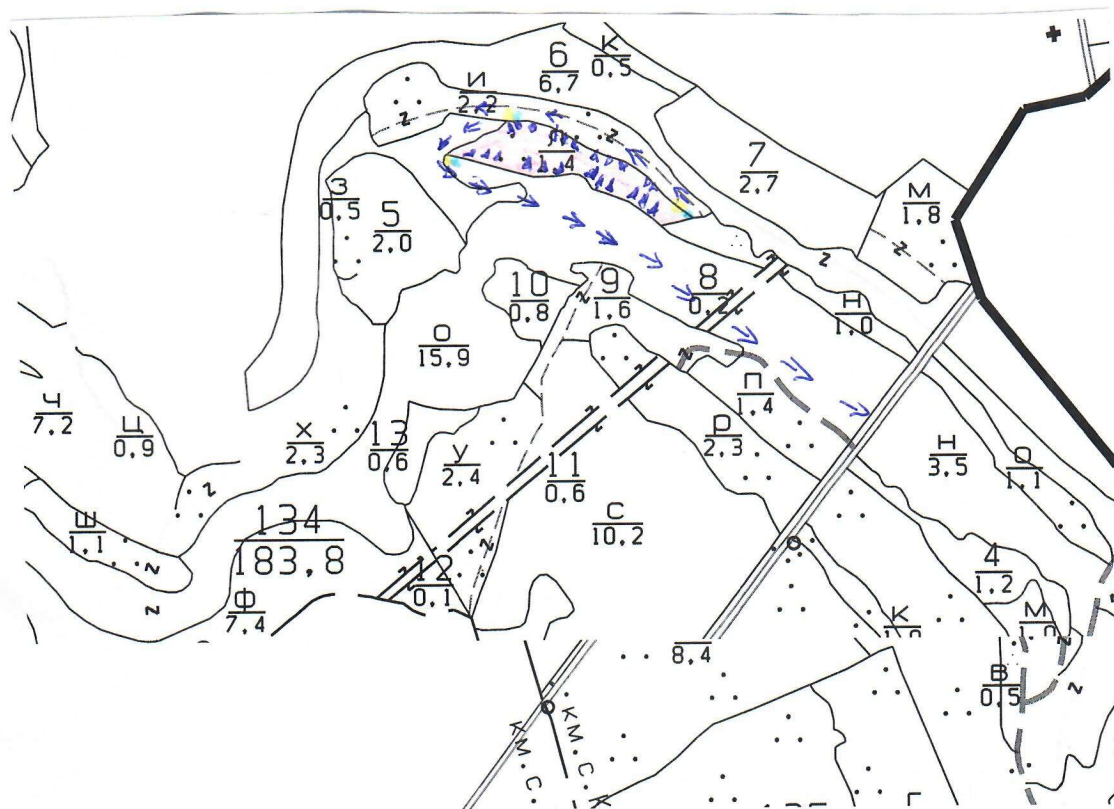 6
6,7
К
0,5
И
2,2
Л
1,4
7
2,7
М
1,8
З
0,5
5
2,0
10
0,8
9
1,6
8
0,2
Н
1,0
О
15,9
П
1,4
Р
2,3
Н
3,5
О
1,1
Ч
7,2
Ц
0,9
Х
2,3
13
0,6
У
2,4
11
0,6
С
10,2
Ш
1,1
134
183,8
12
0,1
4
1,2
Ф
7,4
К
М
8,4
В
0,5
КМ.С
КМ.С.К